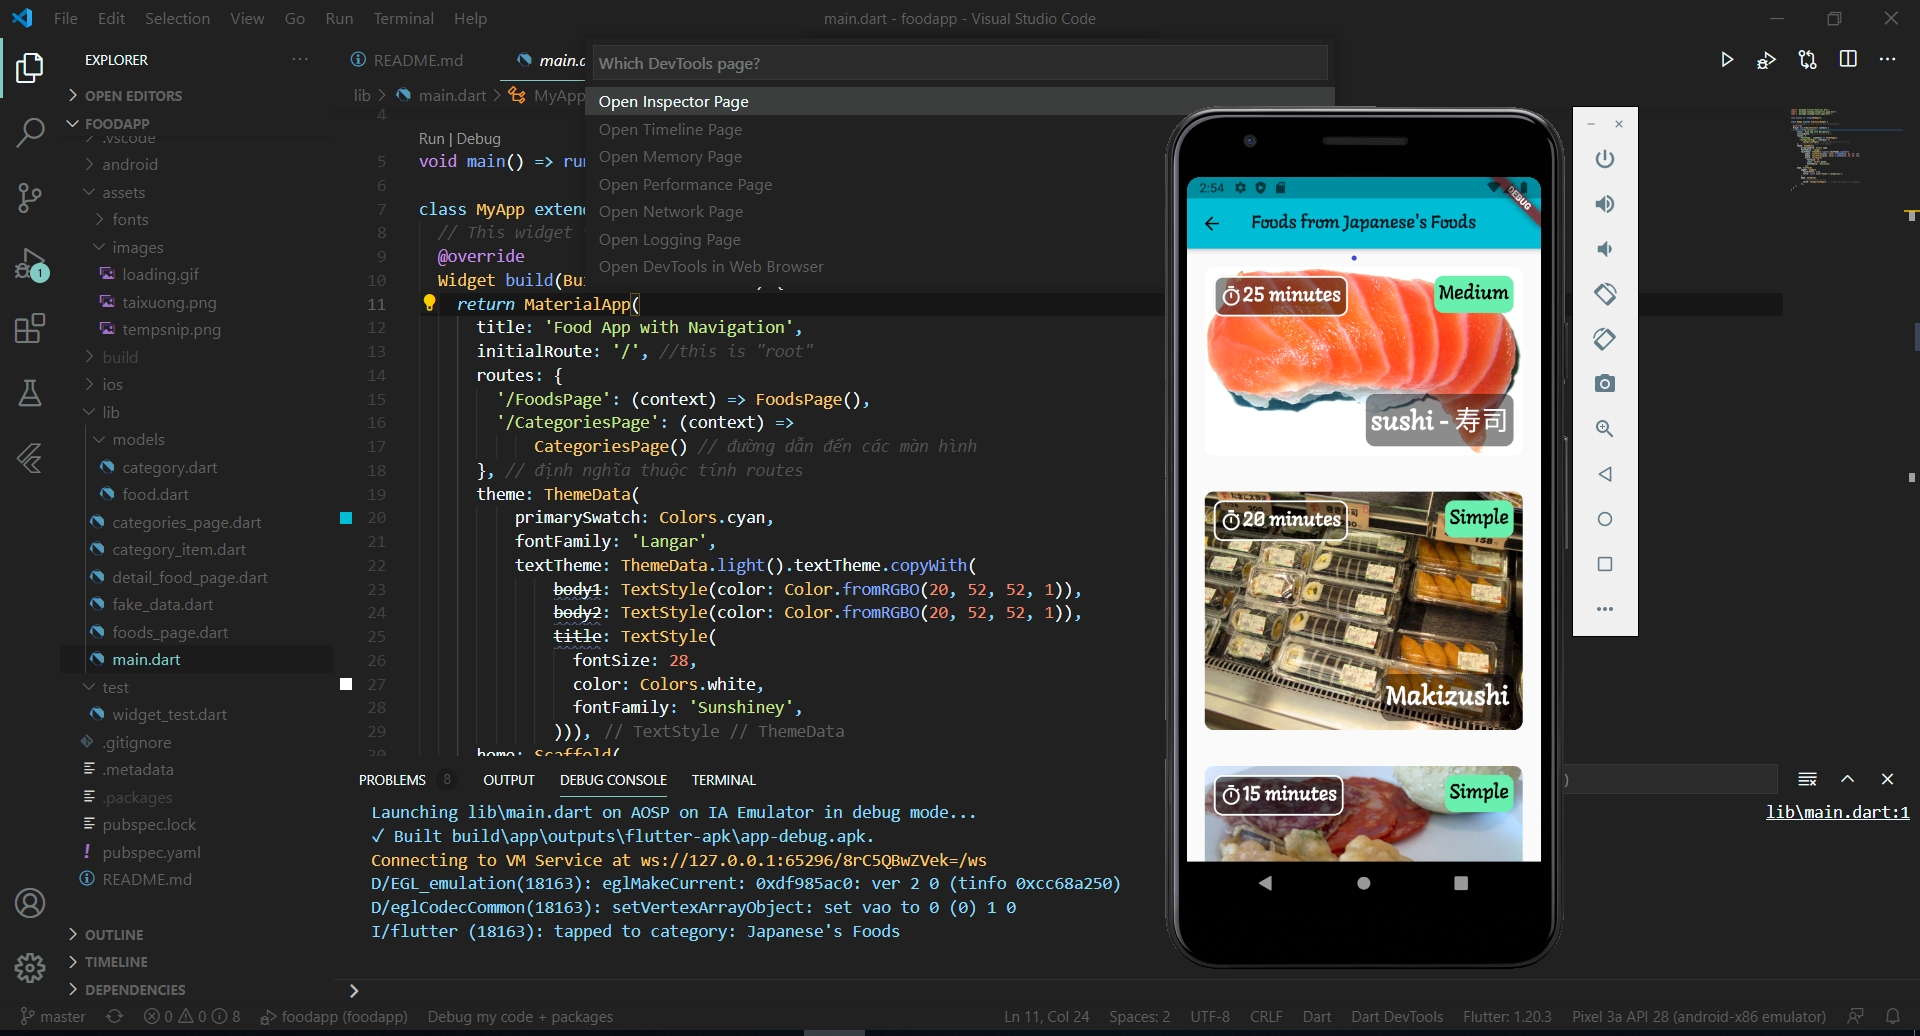 File Edit Selection View Go Run Terminal Help
main.dart - foodapp - Visual Studio Code
EXPLORER
OPEN EDITORS
FOODAPP
.vscode
android
assets
fonts
images
loading.gif
taixuong.png
tempsnip.png
build
ios
lib
models
category.dart
food.dart
categories_page.dart
category_item.dart
detail_food_page.dart
fake_data.dart
foods_page.dart
main.dart
test
widget_test.dart
.gitignore
.metadata
.packages
pubspec.lock
pubspec.yaml
README.md
OUTLINE
TIMELINE
DEPENDENCIES
1
README.md
main.d
lib > main.dart > MyApp
Which DevTools page?
Open Inspector Page
Open Timeline Page
Open Memory Page
Open Performance Page
Open Network Page
Open Logging Page
Open DevTools in Web Browser
4
Run | Debug
5 void main() => ru
6
7 class MyApp exten
8 // This widget
9 @override
10 Widget build(Bu
11 return MaterialApp(
12 title: 'Food App with Navigation',
13 initialRoute: '/', //this is "root"
14 routes: {
15 '/FoodsPage': (context) => FoodsPage(),
16 '/CategoriesPage': (context) =>
17 CategoriesPage() // đường dẫn đến các màn hình
18 }, // định nghĩa thuộc tính routes
19 theme: ThemeData(
20 primarySwatch: Colors.cyan,
21 fontFamily: 'Langar',
22 textTheme: ThemeData.light().textTheme.copyWith(
23 body1: TextStyle(color: Color.fromRGBO(20, 52, 52, 1)),
24 body2: TextStyle(color: Color.fromRGBO(20, 52, 52, 1)),
25 title: TextStyle(
26 fontSize: 28,
27 color: Colors.white,
28 fontFamily: 'Sunshiney',
29 ))), // TextStyle // ThemeData
30 home: Scaffold(
PROBLEMS 8 OUTPUT DEBUG CONSOLE TERMINAL
Launching lib\main.dart on AOSP on IA Emulator in debug mode...
lib\main.dart:1
✓ Built build\app\outputs\flutter-apk\app-debug.apk.
Connecting to VM Service at ws://127.0.0.1:65296/8rC5QBwZVek=/ws
D/EGL_emulation(18163): eglMakeCurrent: 0xdf985ac0: ver 2 0 (tinfo 0xcc68a250)
D/eglCodecCommon(18163): setVertexArrayObject: set vao to 0 (0) 1 0
I/flutter (18163): tapped to category: Japanese's Foods
2:54
DEBUG
Foods from Japanese's Foods
25 minutes
Medium
sushi - 寿司
20 minutes
Simple
Makizushi
15 minutes
Simple
master 0 0 8 foodapp (foodapp) Debug my code + packages
Ln 11, Col 24 Spaces: 2 UTF-8 CRLF Dart Dart DevTools Flutter: 1.20.3 Pixel 3a API 28 (android-x86 emulator)